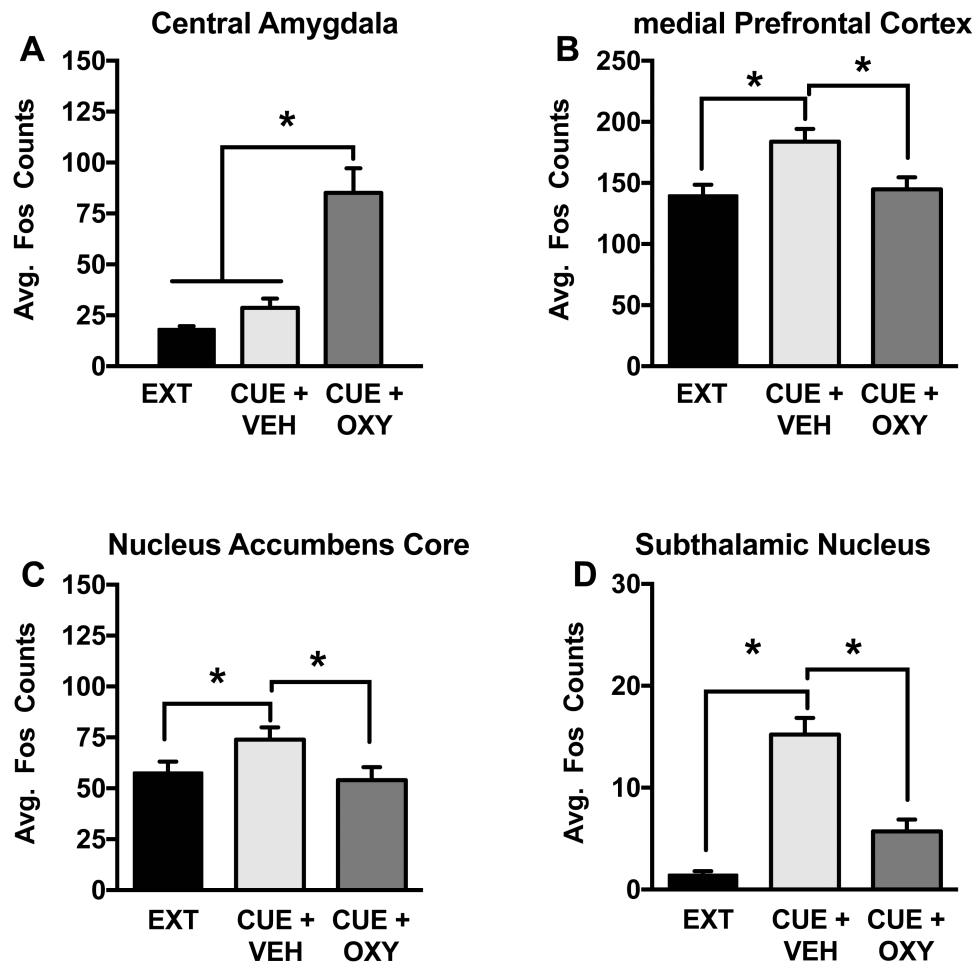 Central Amygdala
A
Avg. Fos Counts
150
125
100
75
50
25
0
*
EXT
CUE +
VEH
CUE +
OXY
medial Prefrontal Cortex
B
Avg. Fos Counts
250
200
150
100
50
0
*
*
EXT
CUE +
VEH
CUE +
OXY
Nucleus Accumbens Core
C
Avg. Fos Counts
150
125
100
75
50
25
0
*
*
EXT
CUE +
VEH
CUE +
OXY
Subthalamic Nucleus
D
Avg. Fos Counts
30
20
10
0
*
*
EXT
CUE +
VEH
CUE +
OXY